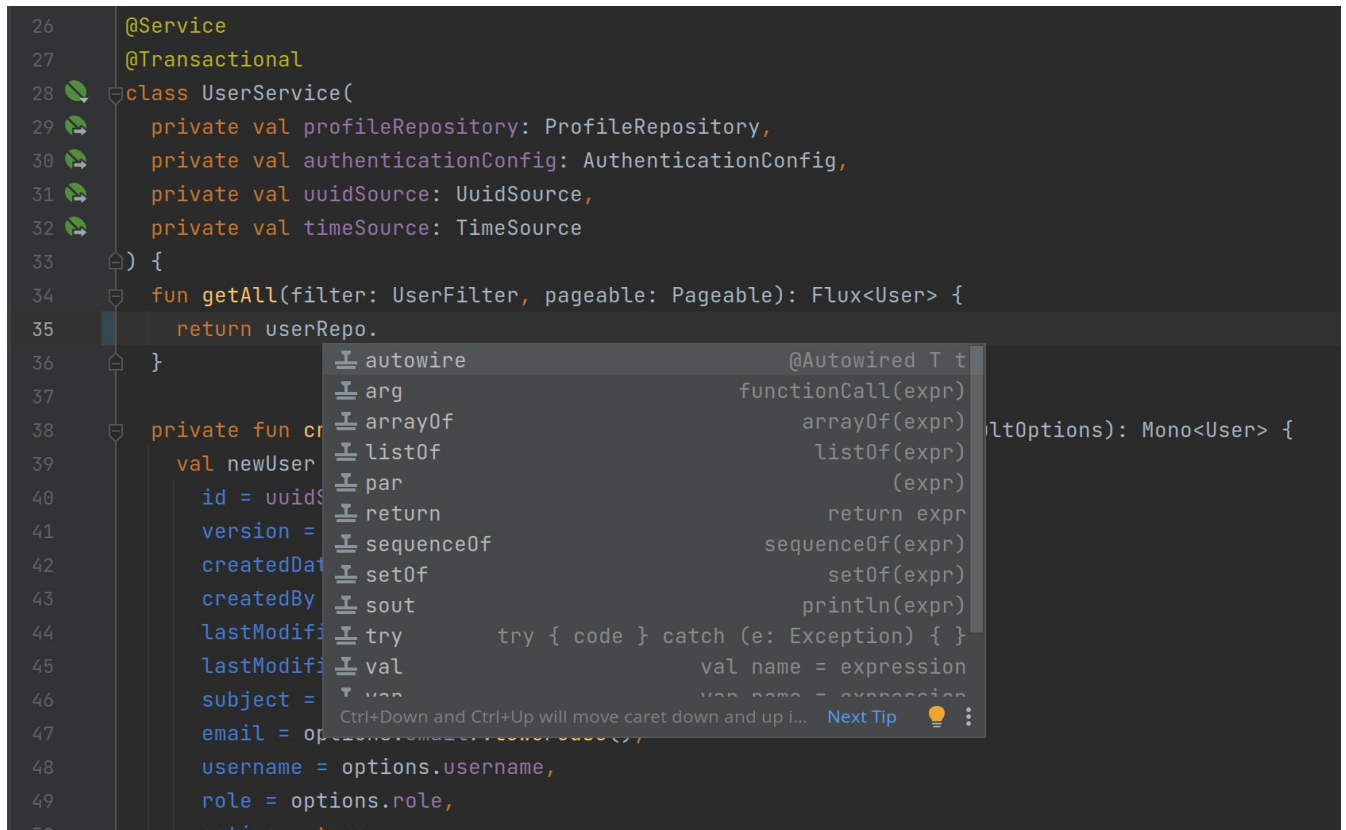 26 @Service
27 @Transactional
28 class UserService(
29 private val profileRepository: ProfileRepository,
30 private val authenticationConfig: AuthenticationConfig,
31 private val uuidSource: UuidSource,
32 private val timeSource: TimeSource
33 ) {
34 fun getAll(filter: UserFilter, pageable: Pageable): Flux<User> {
35 return userRepo.
36 }
autowire @Autowired T t
arg functionCall(expr)
arrayOf arrayOf(expr)
listOf listOf(expr)
par (expr)
return return expr
sequenceOf sequenceOf(expr)
setOf setOf(expr)
sout println(expr)
try try { code } catch (e: Exception) { }
val val name = expression
Ctrl+Down and Ctrl+Up will move caret down and up i... Next Tip
37
38 private fun cr ltOptions): Mono<User> {
39 val newUser
40 id = uuidS
41 version =
42 createdDat
43 createdBy
44 lastModifi
45 lastModifi
46 subject =
47 email = op
48 username = options.username,
49 role = options.role,